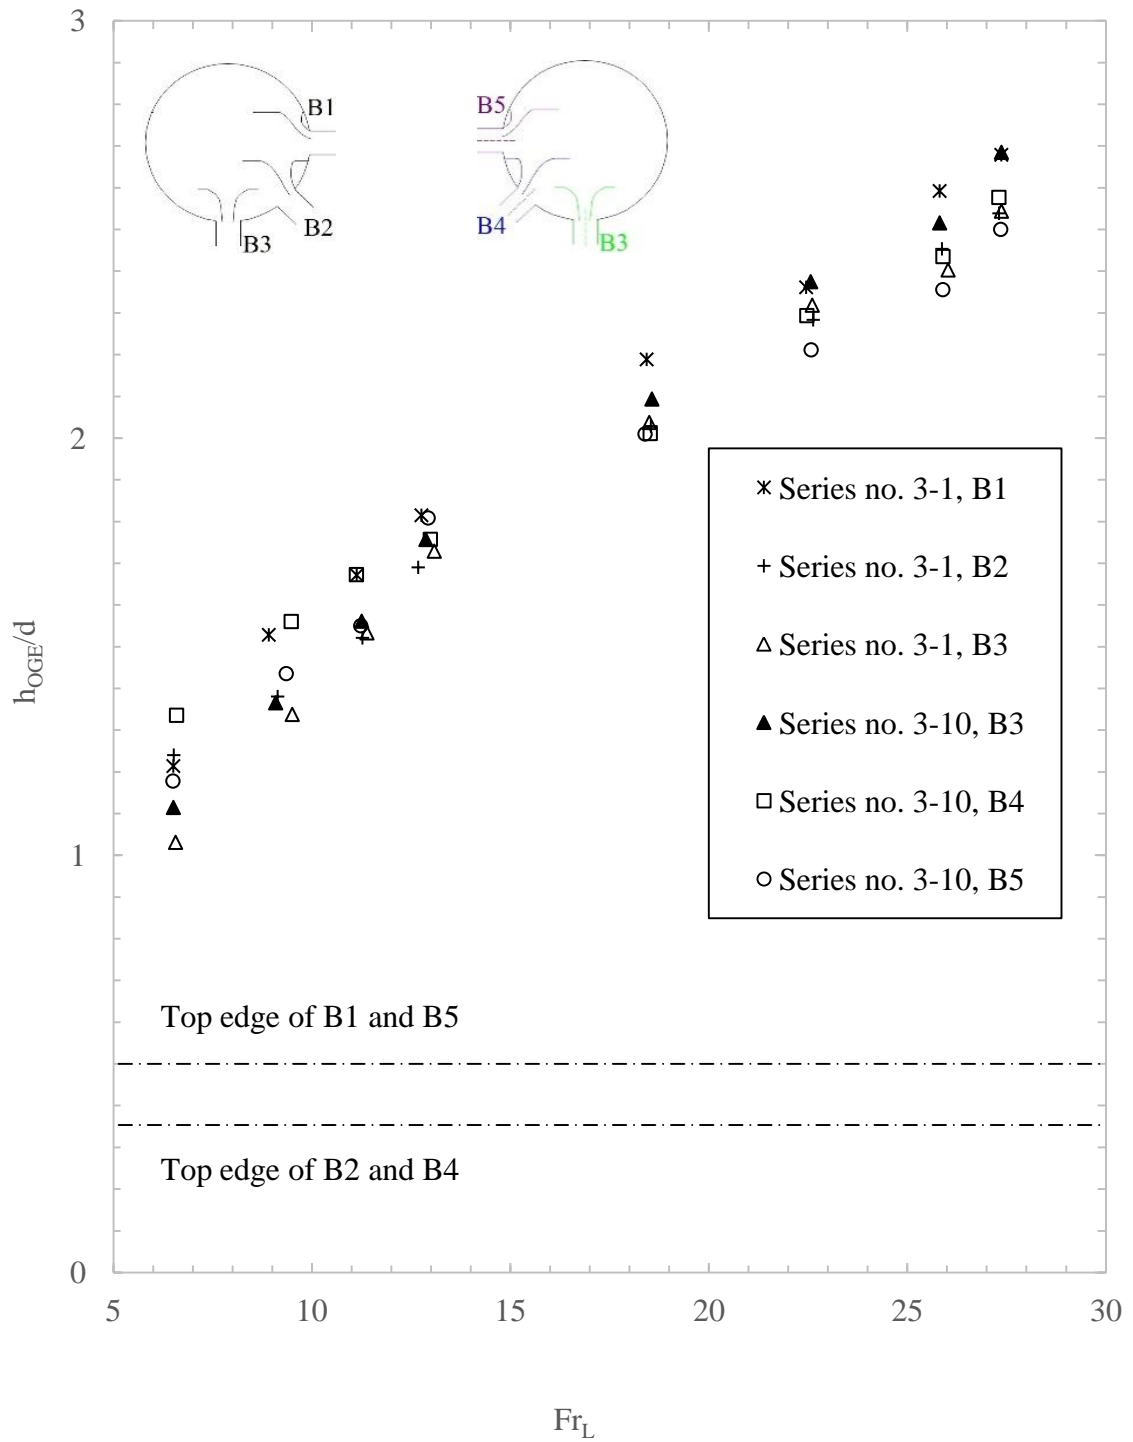 3
B1
B5
B2
B4
B3
B3
2
Series no. 3-1, B1
Series no. 3-1, B2
Series no. 3-1, B3
Series no. 3-10, B3
Series no. 3-10, B4
Series no. 3-10, B5
h_OGE/d
1
Top edge of B1 and B5
Top edge of B2 and B4
0
5 10 15 20 25 30
Fr_L